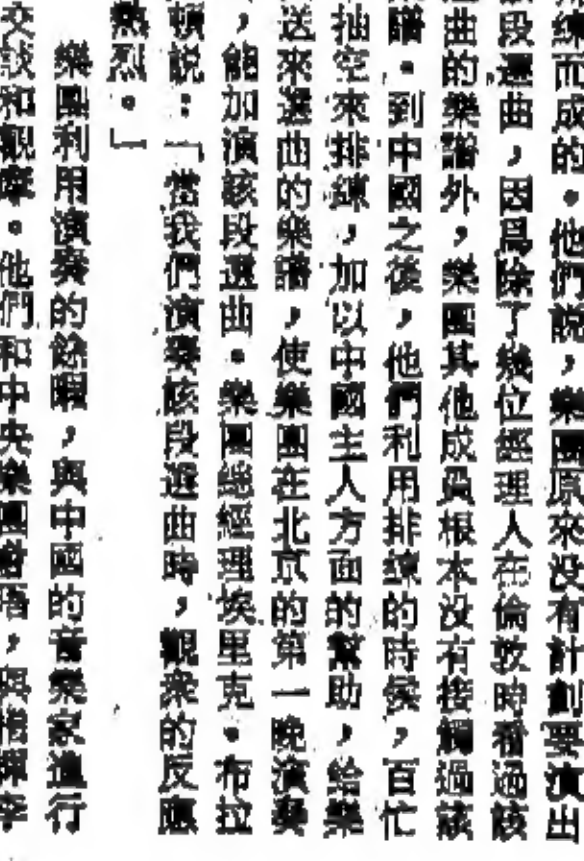 練而成的。他們說，樂團原來沒有計劃要演出
段選曲，因爲除了幾位經理人在倫敦時看過該
曲的樂譜外，樂團其他成員根本沒有接觸過該
譜。到中國之後，他們利用排練的時候，百忙
抽空來排練，加以中國主人方面的幫助，給樂
送來選曲的樂譜，使樂團在北京的第一晚演奏
，能加演該段選曲。樂團總經理埃里克。布拉
頓説：「當我們演奏該段選曲時，觀衆的反應
熱烈。」
樂團利用演奏的餘暇，與中國的音樂家進行
交談和觀摩。他們和中央樂團會晤，與指揮李